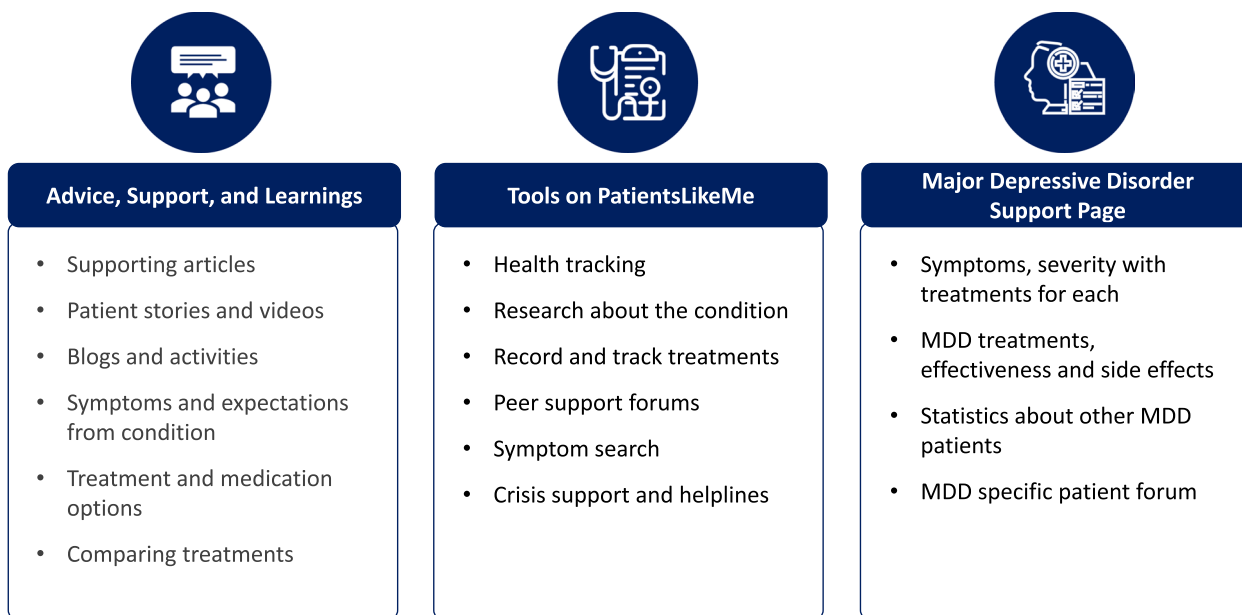 Advice, Support, and Learnings
• Supporting articles
• Patient stories and videos
• Blogs and activities
• Symptoms and expectations
from condition
• Treatment and medication
options
• Comparing treatments
Tools on PatientsLikeMe
• Health tracking
• Research about the condition
• Record and track treatments
• Peer support forums
• Symptom search
• Crisis support and helplines
Major Depressive Disorder
Support Page
• Symptoms, severity with
treatments for each
• MDD treatments,
effectiveness and side effects
• Statistics about other MDD
patients
• MDD specific patient forum